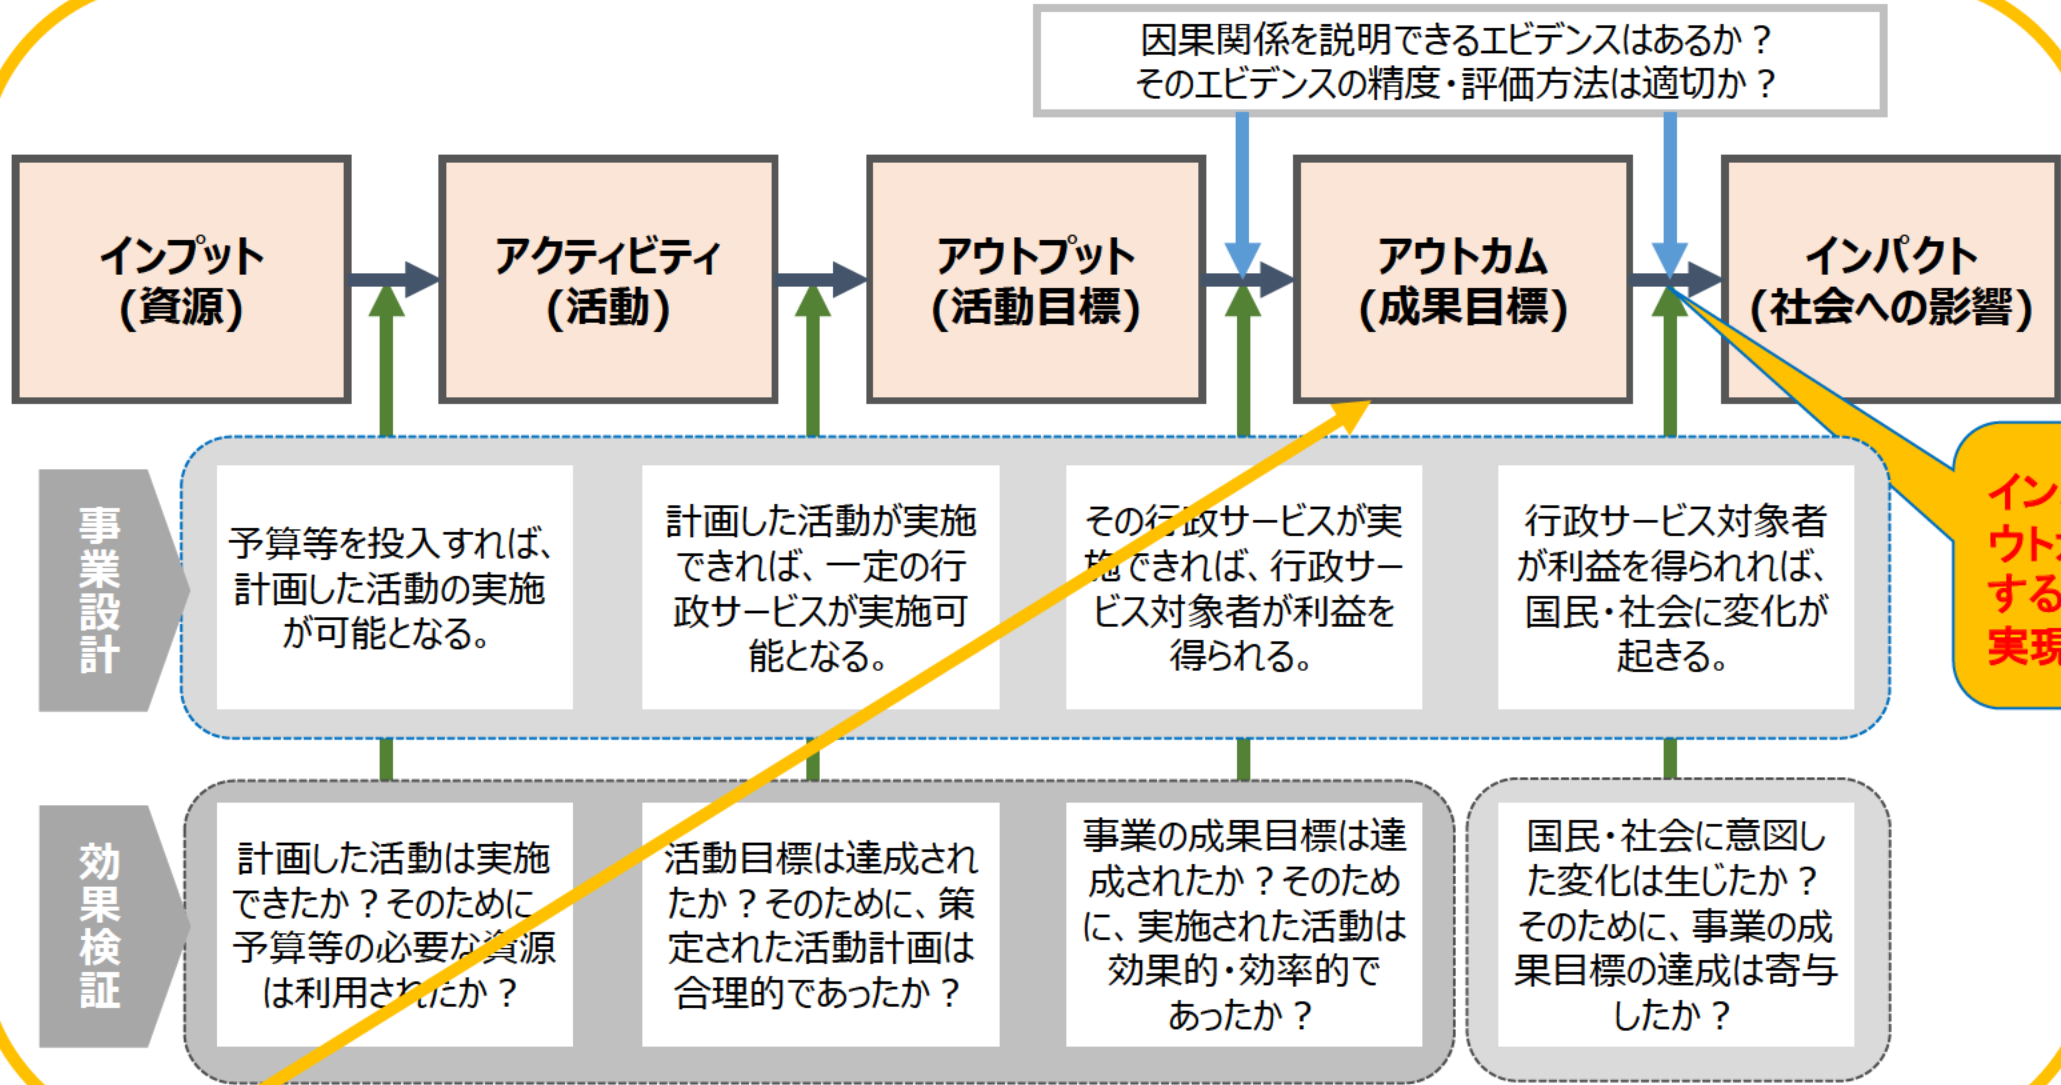 因果関係を説明できるエビデンスはあるか？
そのエビデンスの精度・評価方法は適切か？
インプット
(資源)
アクティビティ
(活動)
アウトプット
(活動目標)
アウトカム
(成果目標)
インパクト
(社会への影響)
事業設計
予算等を投入すれば、
計画した活動の実施
が可能となる。
計画した活動が実施
できれば、一定の行
政サービスが実施可
能となる。
その行政サービスが実
施できれば、行政サー
ビス対象者が利益を
得られる。
行政サービス対象者
が利益を得られれば、
国民・社会に変化が
起きる。
イン
ウト
する
実現
効果検証
計画した活動は実施
できたか？そのために
予算等の必要な資源
は利用されたか？
活動目標は達成され
たか？そのために、策
定された活動計画は
合理的であったか？
事業の成果目標は達
成されたか？そのため
に、実施された活動は
効果的・効率的で
あったか？
国民・社会に意図し
た変化は生じたか？
そのために、事業の成
果目標の達成は寄与
したか？